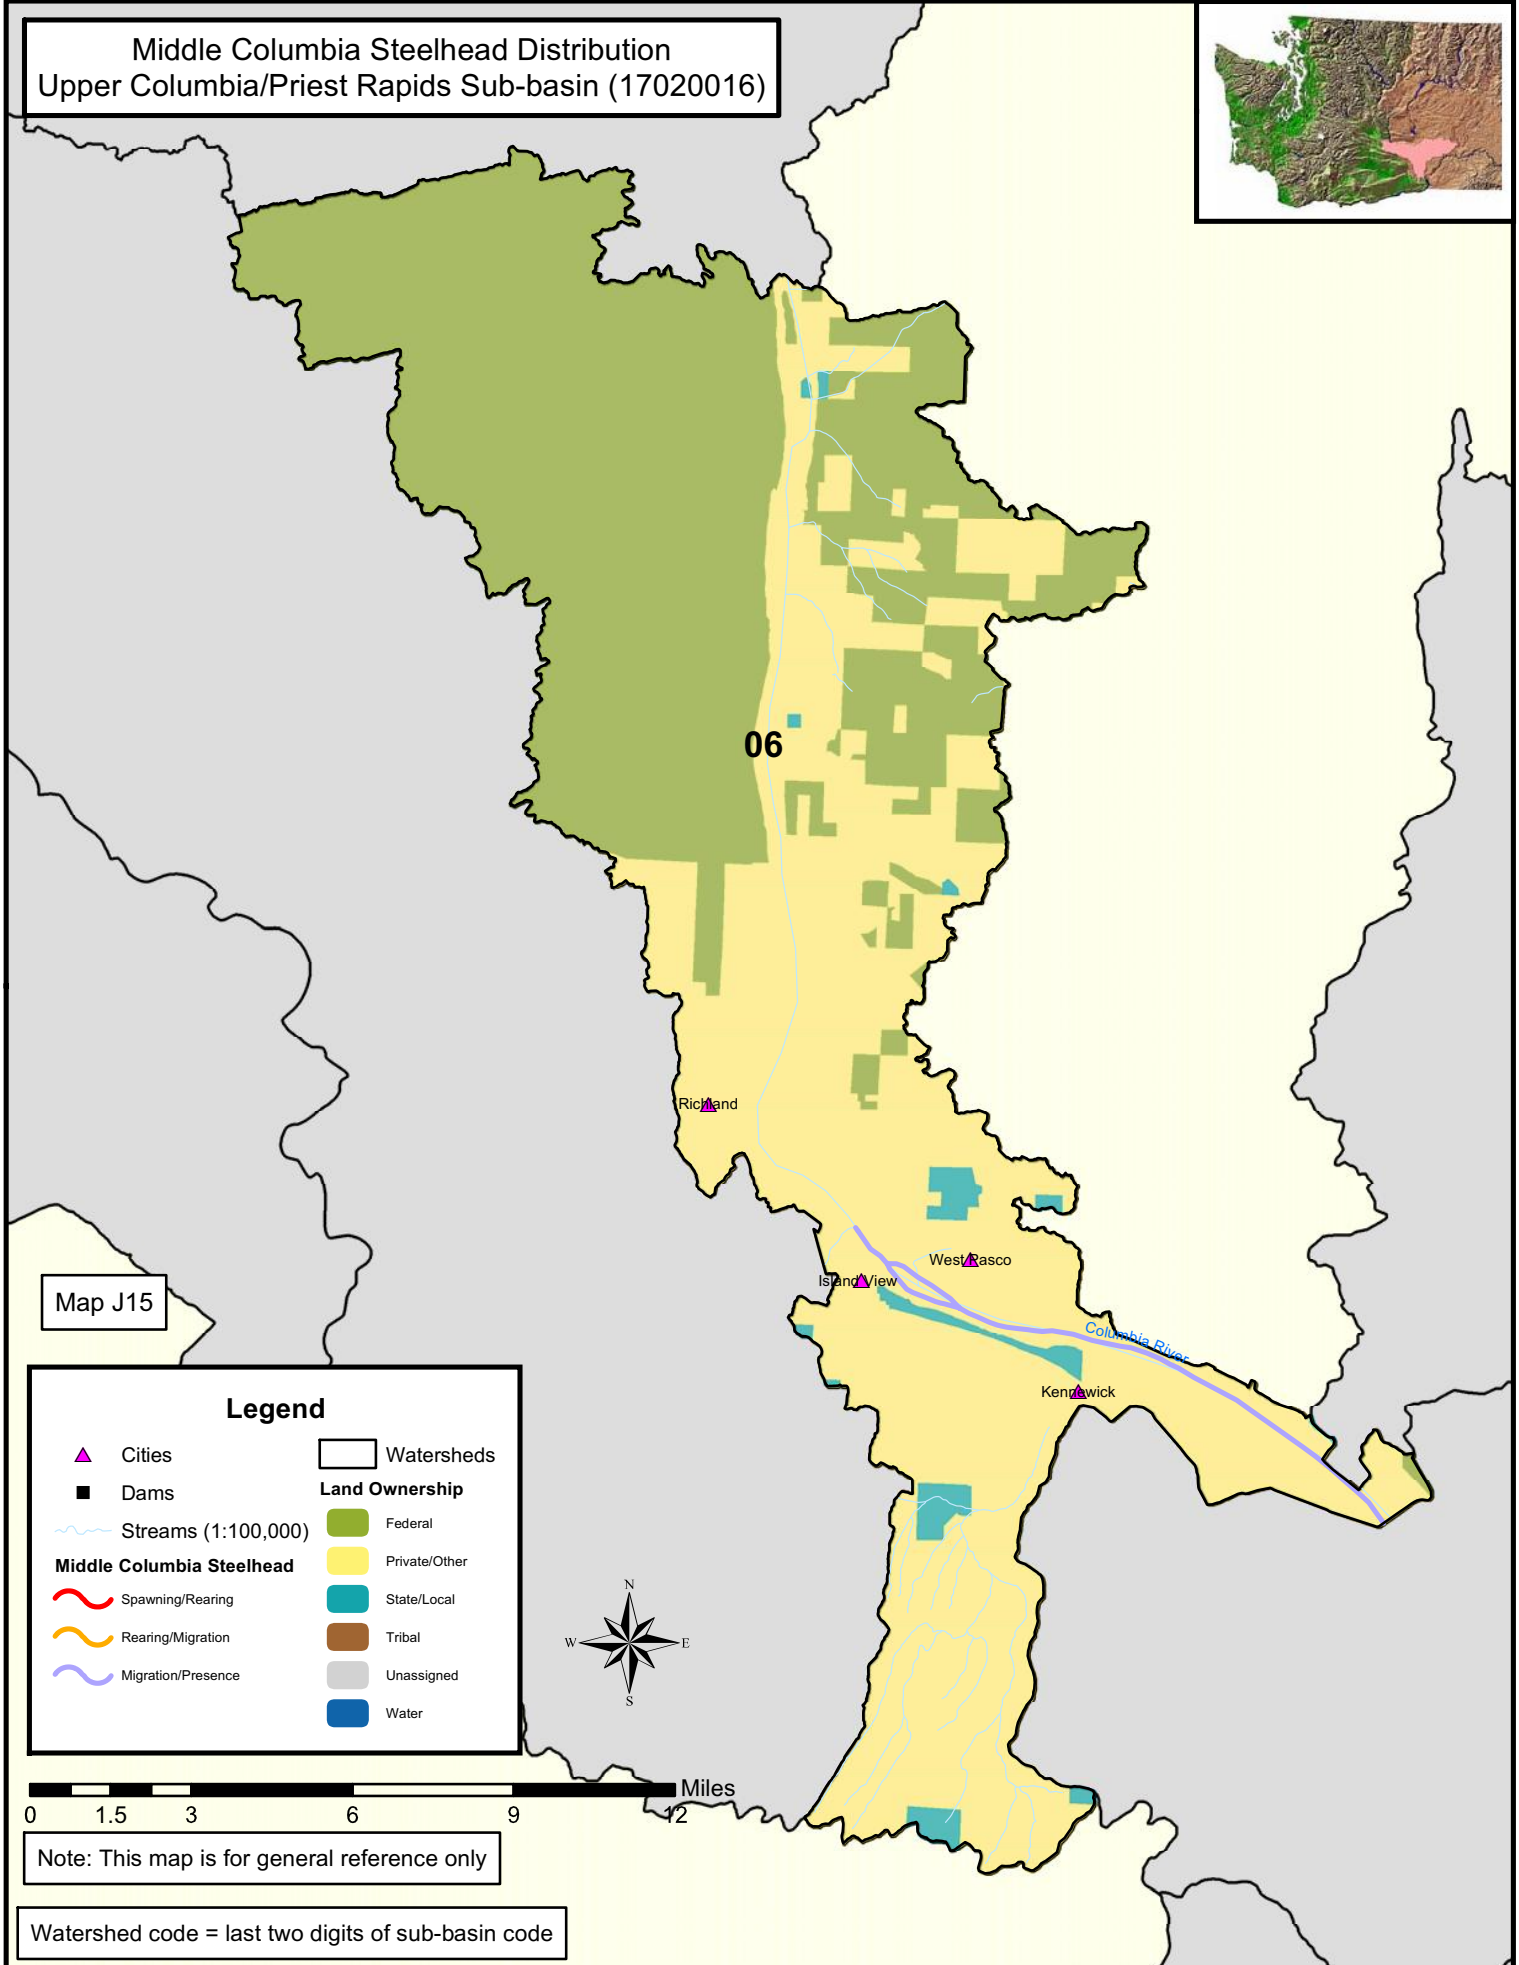 Middle Columbia Steelhead Distribution
Upper Columbia/Priest Rapids Sub-basin (17020016)
06
Richland
West Pasco
Island View
Columbia River
Kennewick
Map J15
Legend
Cities
Dams
Streams (1:100,000)
Middle Columbia Steelhead
Spawning/Rearing
Rearing/Migration
Migration/Presence
Watersheds
Land Ownership
Federal
Private/Other
State/Local
Tribal
Unassigned
Water
N
W E
S
Miles
0 1.5 3 6 9 12
Note: This map is for general reference only
Watershed code = last two digits of sub-basin code